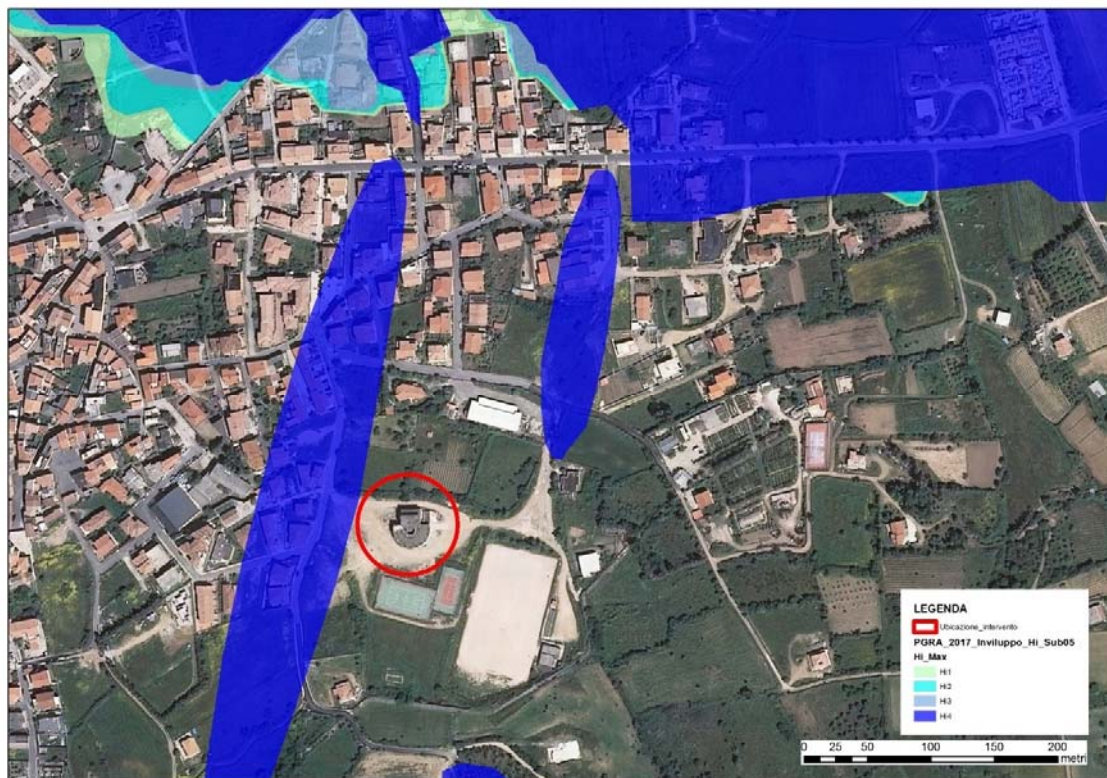 LEGENDA
Ubicazione_intervento
PGRA_2017_Inviluppo_Hi_Sub05
Hi_Max
Hi1
Hi2
Hi3
Hi4
0 25 50 100 150 200
metri